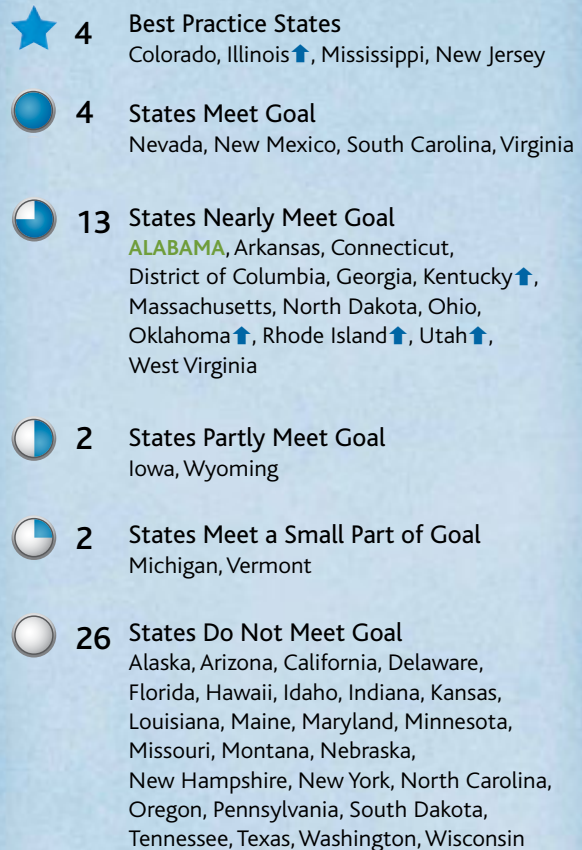 4 Best Practice States
Colorado, Illinois⬆, Mississippi, New Jersey
4 States Meet Goal
Nevada, New Mexico, South Carolina, Virginia
13 States Nearly Meet Goal
ALABAMA, Arkansas, Connecticut,
District of Columbia, Georgia, Kentucky⬆,
Massachusetts, North Dakota, Ohio,
Oklahoma⬆, Rhode Island⬆, Utah⬆,
West Virginia
2 States Partly Meet Goal
Iowa, Wyoming
2 States Meet a Small Part of Goal
Michigan, Vermont
26 States Do Not Meet Goal
Alaska, Arizona, California, Delaware,
Florida, Hawaii, Idaho, Indiana, Kansas,
Louisiana, Maine, Maryland, Minnesota,
Missouri, Montana, Nebraska,
New Hampshire, New York, North Carolina,
Oregon, Pennsylvania, South Dakota,
Tennessee, Texas, Washington, Wisconsin